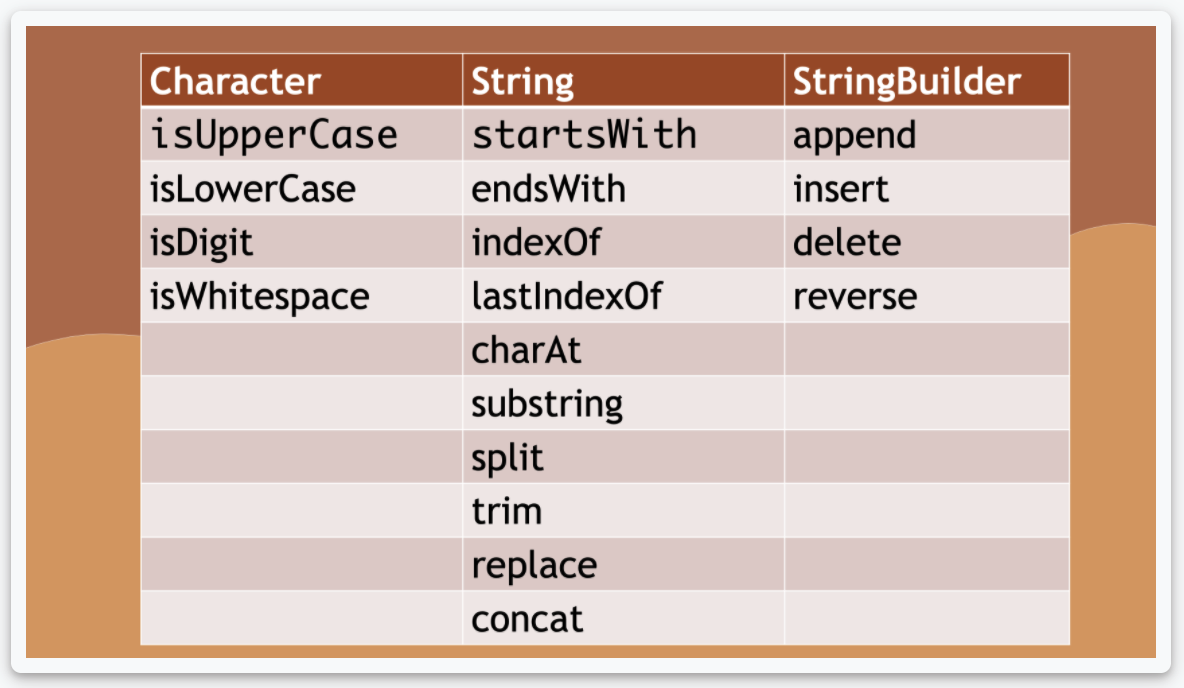 Character String StringBuilder
isUpperCase startsWith append
isLowerCase endsWith insert
isDigit indexOf delete
isWhitespace lastIndexOf reverse
charAt
substring
split
trim
replace
concat